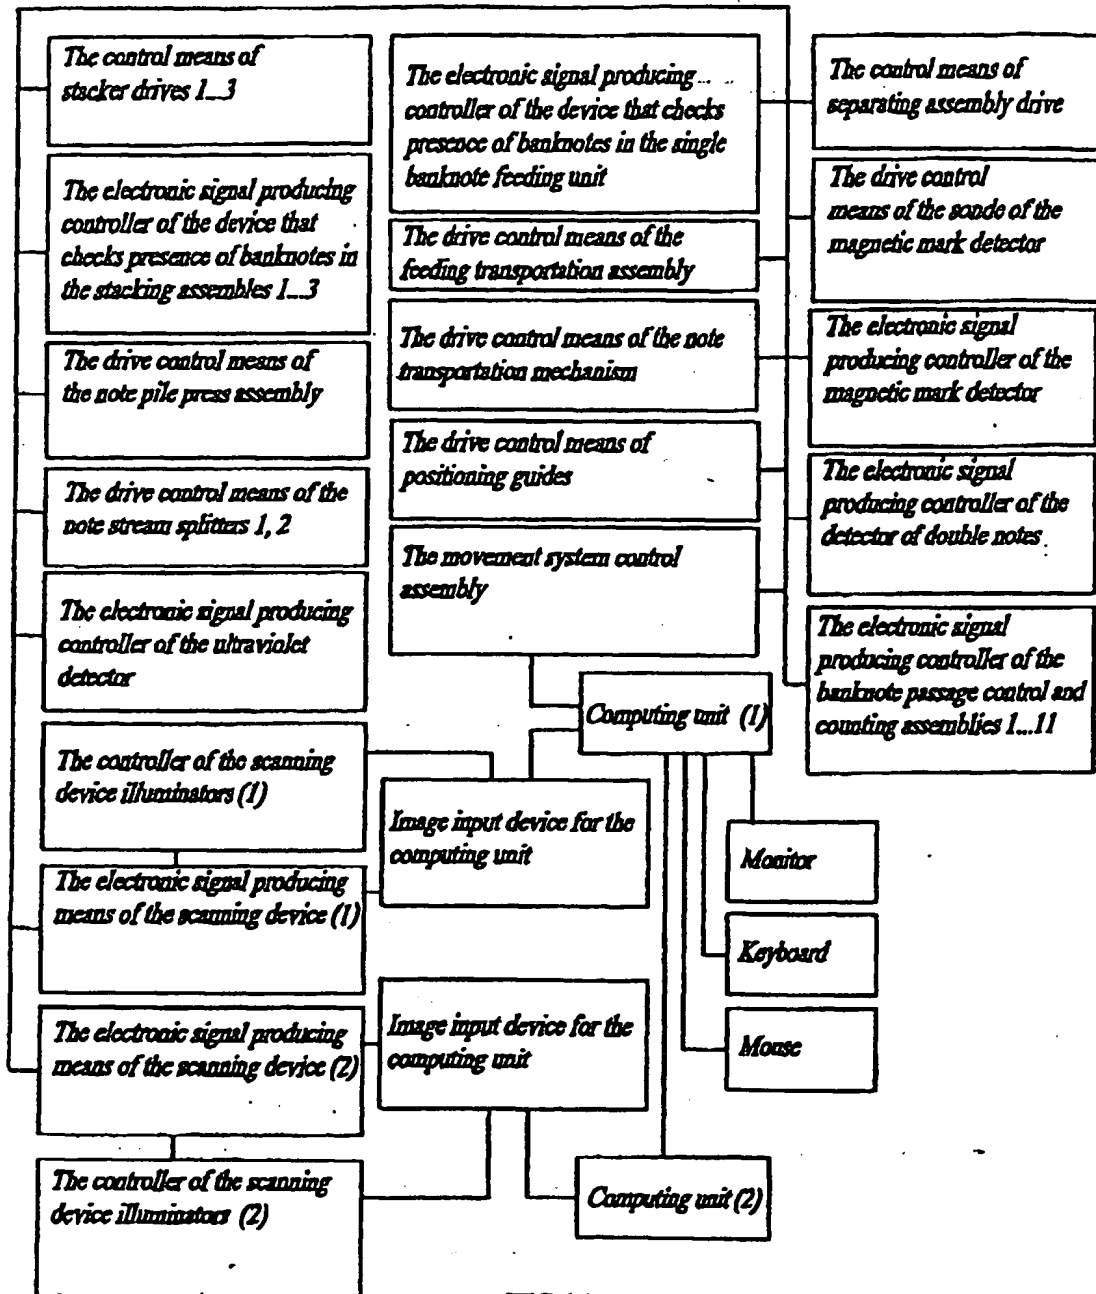 The control means of
stacker drives 1...3
The electronic signal producing
controller of the device that
checks presence of banknotes in
the stacking assembles 1...3
The drive control means of
the note pile press assembly
The drive control means of the
note stream splitters 1, 2
The electronic signal producing
controller of the ultraviolet
detector
The controller of the scanning
device illuminators (1)
The electronic signal producing
means of the scanning device (1)
The electronic signal producing
means of the scanning device (2)
The controller of the scanning
device illuminators (2)
The electronic signal producing
controller of the device that checks
presence of banknotes in the single
banknote feeding unit
The drive control means of the
feeding transportation assembly
The drive control means of the note
transportation mechanism
The drive control means of
positioning guides
The movement system control
assembly
Computing unit (1)
Image input device for the
computing unit
Image input device for the
computing unit
Computing unit (2)
The control means of
separating assembly drive
The drive control
means of the sonde of the
magnetic mark detector
The electronic signal
producing controller of the
magnetic mark detector
The electronic signal
producing controller of the
detector of double notes
The electronic signal
producing controller of the
banknote passage control and
counting assemblies 1...11
Monitor
Keyboard
Mouse